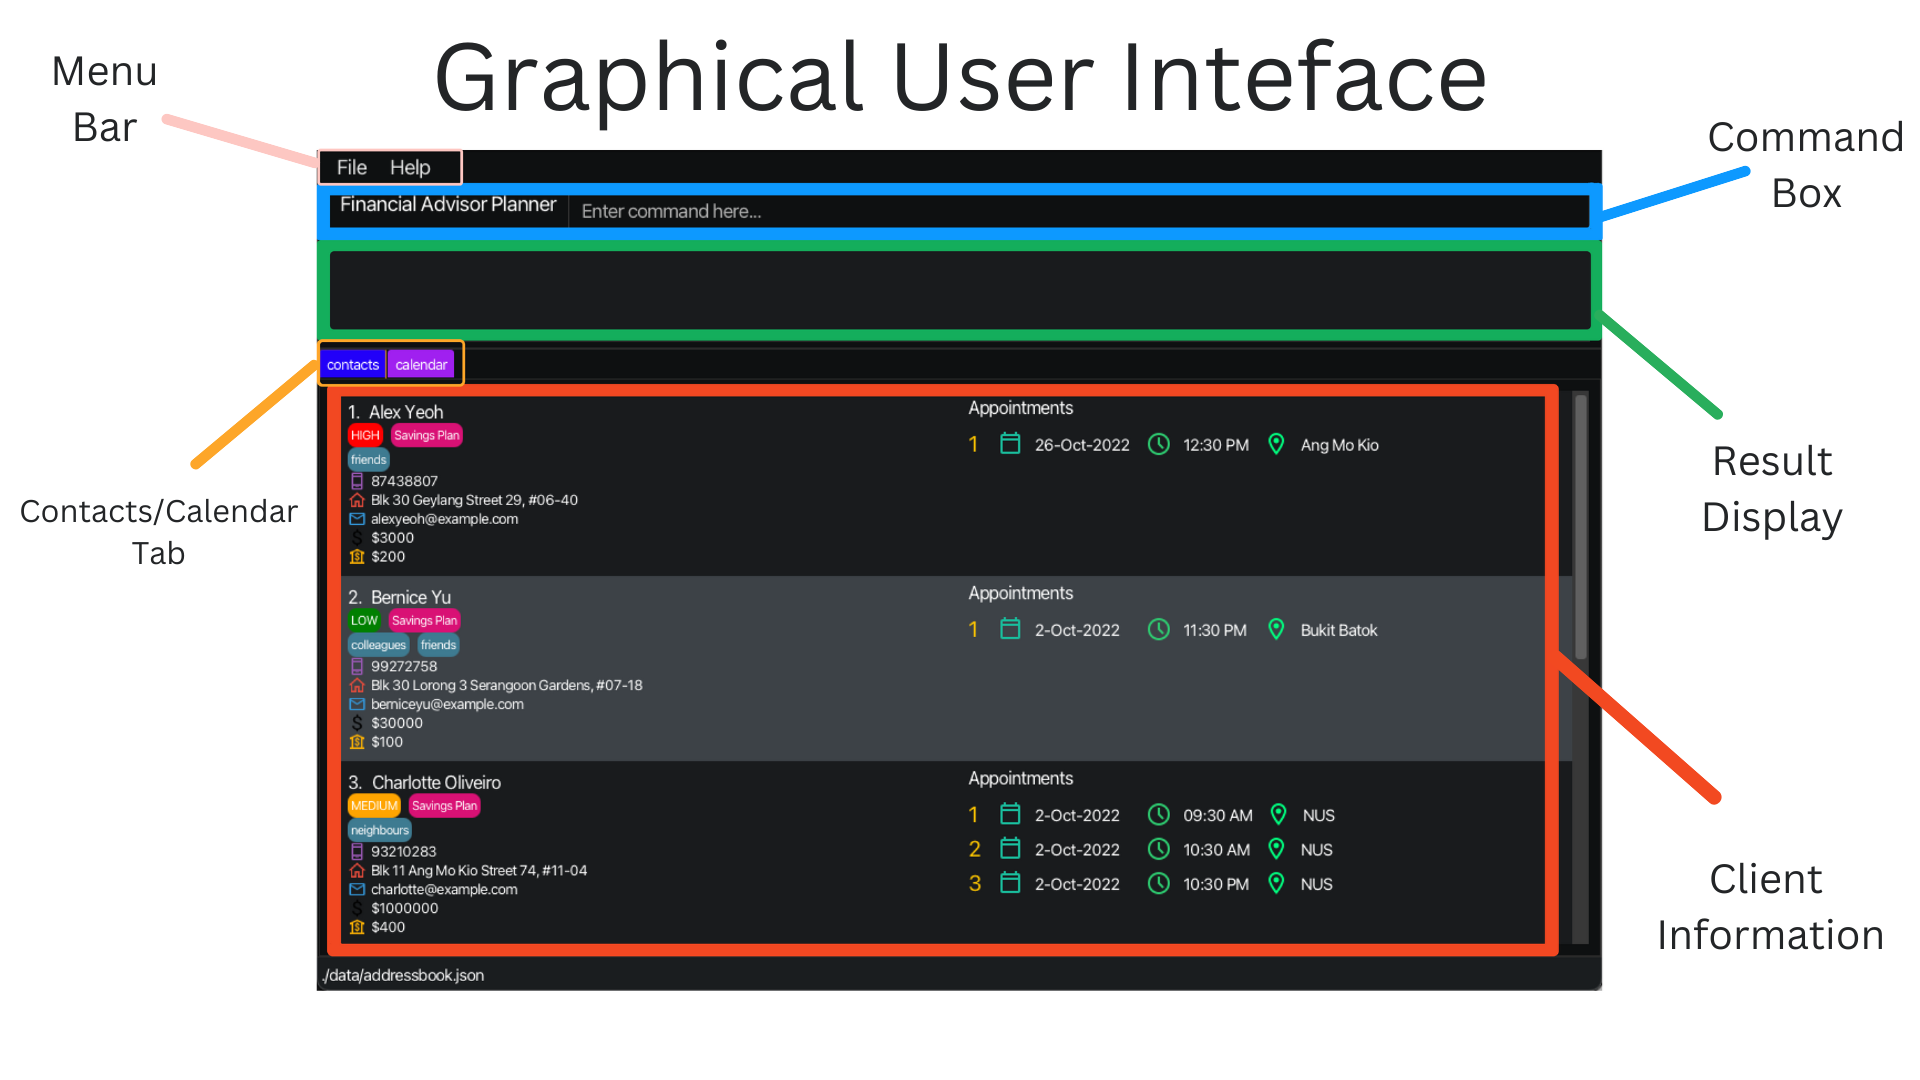 Graphical User Inteface
Menu
Bar
Command
Box
File Help
Financial Advisor Planner Enter command here...
contacts calendar
Contacts/Calendar
Tab
Result
Display
1. Alex Yeoh
HIGH Savings Plan
friends
87438807
Blk 30 Geylang Street 29, #06-40
alexyeoh@example.com
$3000
$200
Appointments
1 26-Oct-2022 12:30 PM Ang Mo Kio
2. Bernice Yu
LOW Savings Plan
colleagues friends
99272758
Blk 30 Lorong 3 Serangoon Gardens, #07-18
berniceyu@example.com
$30000
$100
Appointments
1 2-Oct-2022 11:30 PM Bukit Batok
3. Charlotte Oliveiro
MEDIUM Savings Plan
neighbours
93210283
Blk 11 Ang Mo Kio Street 74, #11-04
charlotte@example.com
$1000000
$400
Appointments
1 2-Oct-2022 09:30 AM NUS
2 2-Oct-2022 10:30 AM NUS
3 2-Oct-2022 10:30 PM NUS
Client
Information
./data/addressbook.json